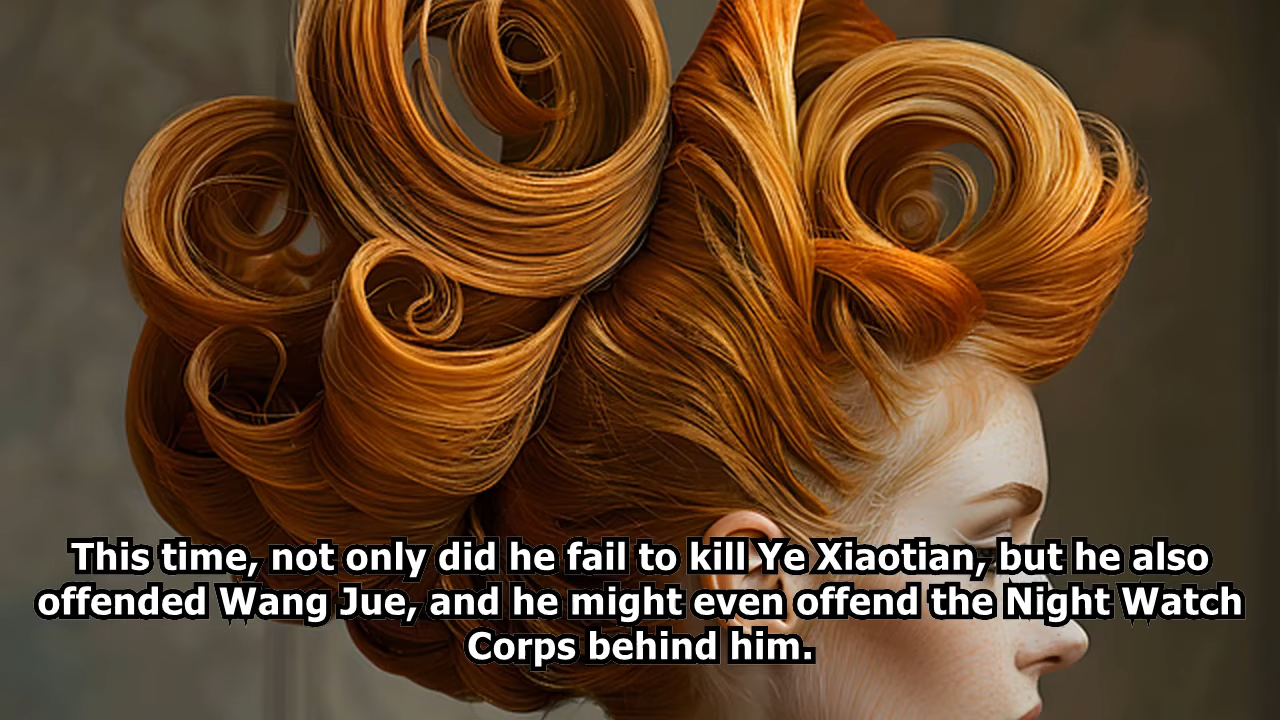 This time, not only did he fail to kill Ye Xiaotian, but he also
offended Wang Jue, and he might even offend the Night Watch
Corps behind him.